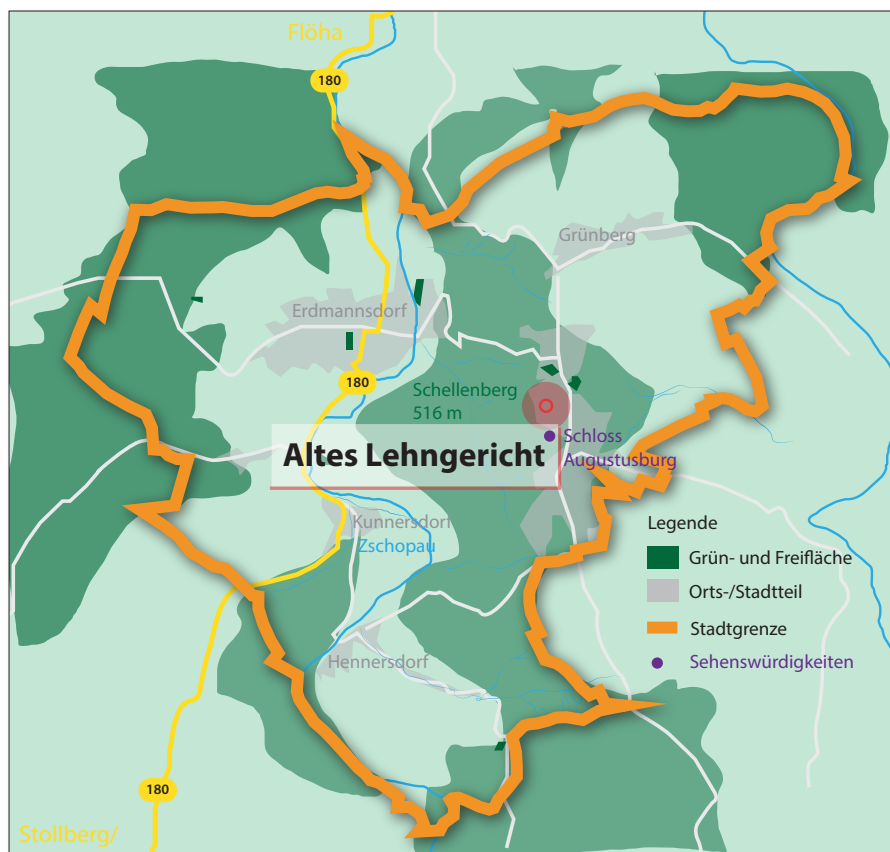 Flöha
180
Grünberg
Erdmannsdorf
180
Schellenberg
516 m
Altes Lehngericht
Schloss
Augustusburg
Kunnersdorf
Zschopau
Hennersdorf
Legende
Grün- und Freifläche
Orts-/Stadtteil
Stadtgrenze
Sehenswürdigkeiten
180
Stollberg/